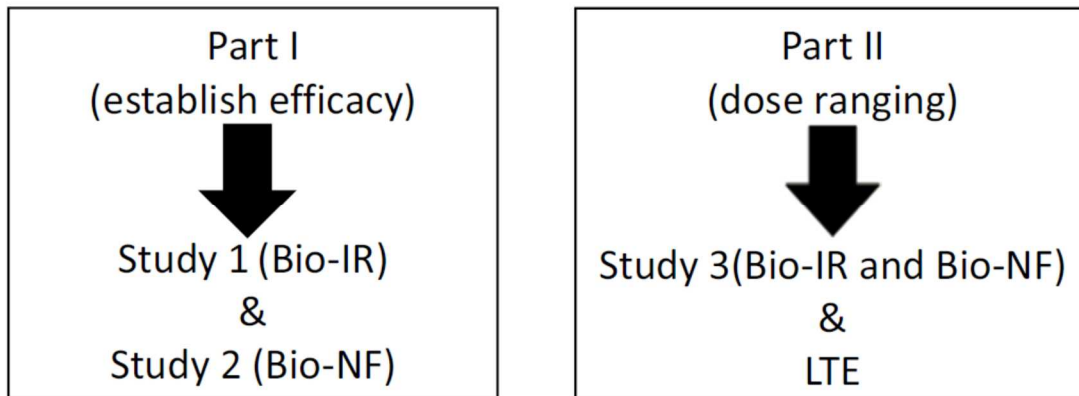 Part I
(establish efficacy)
Study 1 (Bio-IR)
&
Study 2 (Bio-NF)
Part II
(dose ranging)
Study 3(Bio-IR and Bio-NF)
&
LTE